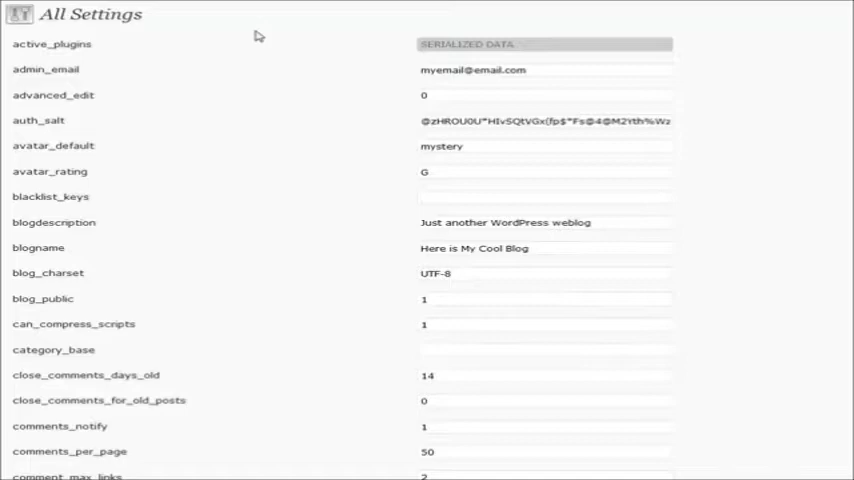 All Settings
active_plugins SERIALIZED DATA
admin_email myemail@email.com
advanced_edit 0
auth_salt
avatar_default mystery
avatar_rating G
blacklist_keys
blogdescription Just another WordPress weblog
blogname Here is My Cool Blog
blog_charset UTF-8
blog_public 1
can_compress_scripts 1
category_base
close_comments_days_old 14
close_comments_for_old_posts 0
comments_notify 1
comments_per_page 50
comment_max_links 2